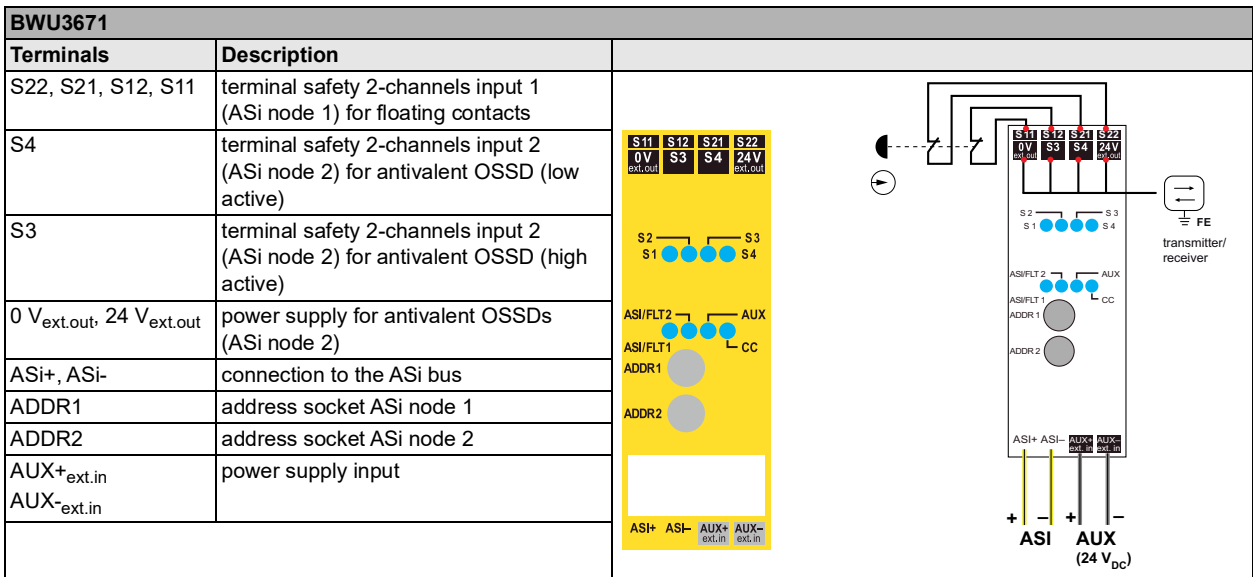 BWU3671
Terminals Description
S22, S21, S12, S11 terminal safety 2-channels input 1
(ASi node 1) for floating contacts
S4 terminal safety 2-channels input 2
(ASi node 2) for antivalent OSSD (low
active)
S3 terminal safety 2-channels input 2
(ASi node 2) for antivalent OSSD (high
active)
0 Vext.out, 24 Vext.out power supply for antivalent OSSDs
(ASi node 2)
ASi+, ASi- connection to the ASi bus
ADDR1 address socket ASi node 1
ADDR2 address socket ASi node 2
AUX+ext.in power supply input
AUX-ext.in
S11 S12 S21 S22
0V S3 S4 24V
ext.out ext.out
S2 S3
S1 S4
ASI/FLT2 AUX
ASI/FLT1 CC
ADDR1
ADDR2
ASI+ ASI– AUX+ AUX–
ext.in ext.in
S11 S12 S21 S22
0V S3 S4 24V
ext.out ext.out
S2 S3
S1 S4
FE
transmitter/
receiver
ASI/FLT2 AUX
ASI/FLT1 CC
ADDR1
ADDR2
ASI+ ASI– AUX+ AUX–
ext. in ext. in
+ – + –
ASI AUX
(24 VDC)